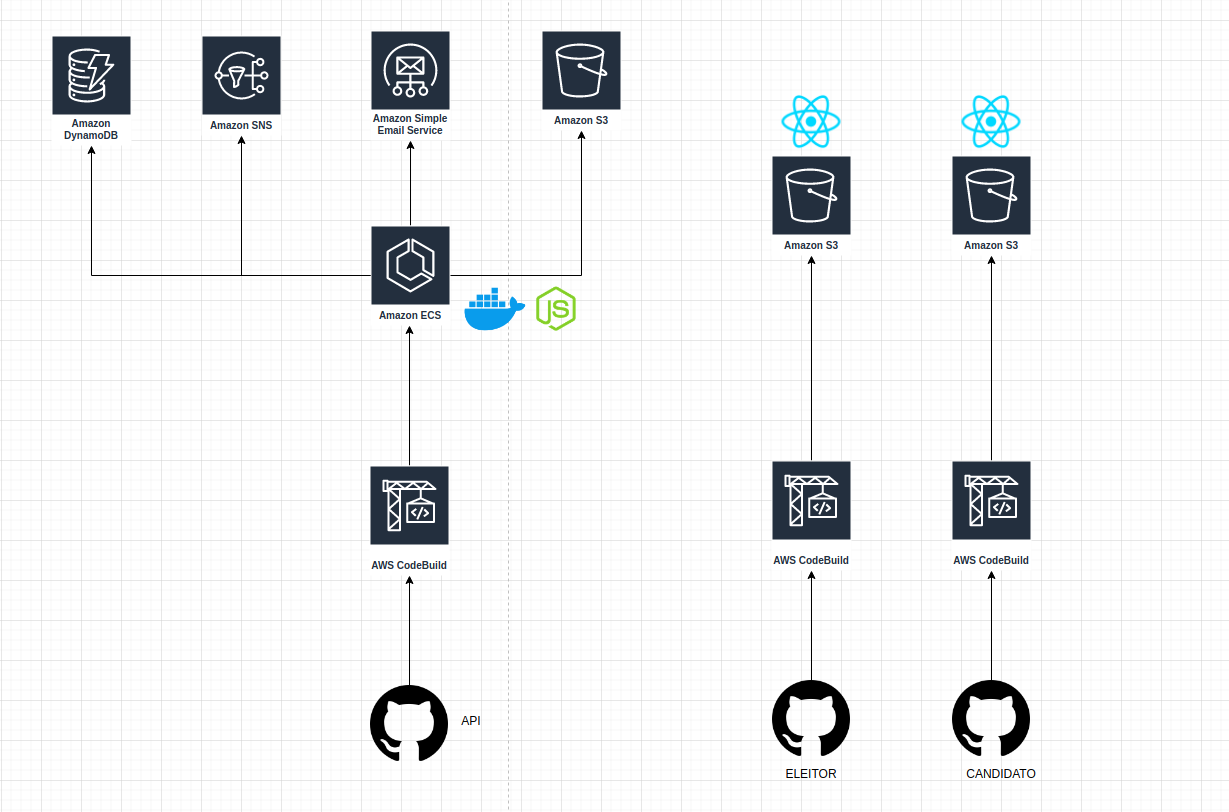 Amazon
DynamoDB
Amazon SNS
Amazon Simple
Email Service
Amazon S3
Amazon S3
Amazon S3
Amazon ECS
JS
AWS CodeBuild
AWS CodeBuild
AWS CodeBuild
API
ELEITOR
CANDIDATO